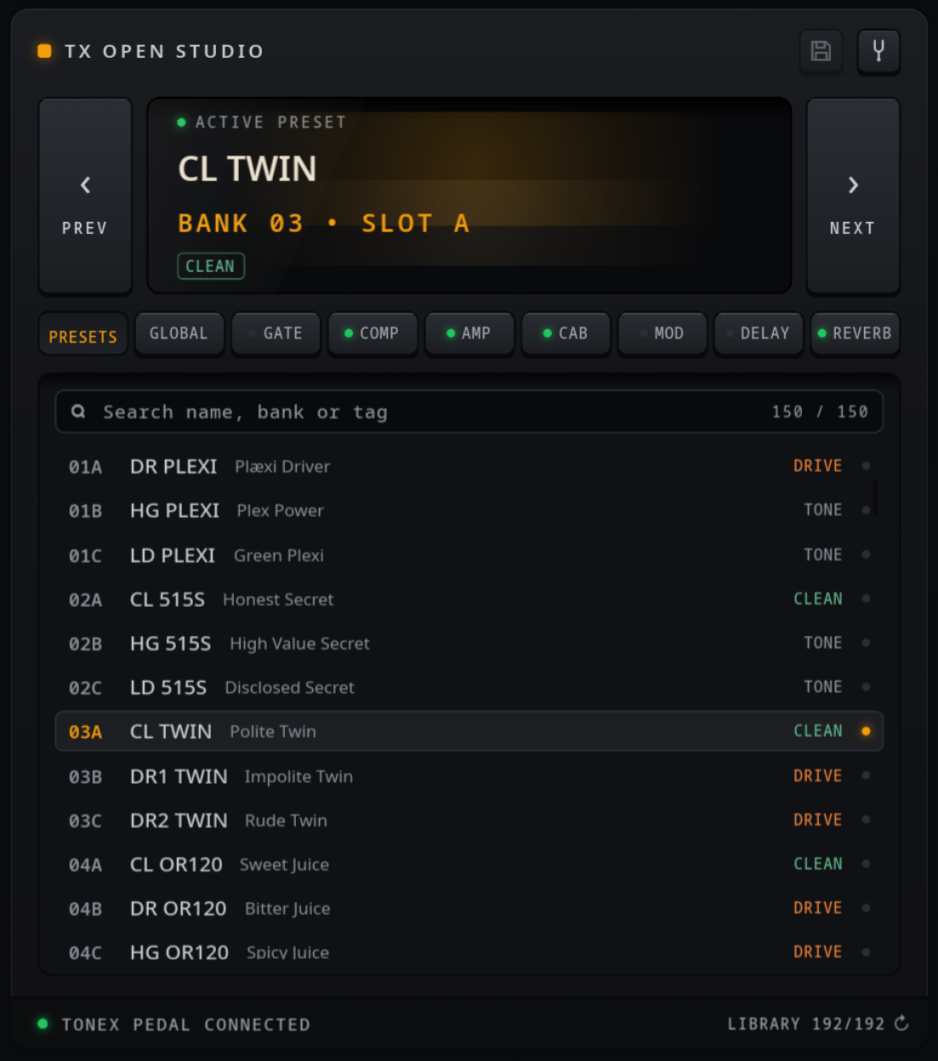 TX OPEN STUDIO
ACTIVE PRESET
CL TWIN
BANK 03 • SLOT A
CLEAN
PREV
NEXT
PRESETS GLOBAL GATE COMP AMP CAB MOD DELAY REVERB
Search name, bank or tag 150 / 150
01A DR PLEXI Plæxi Driver DRIVE
01B HG PLEXI Plex Power TONE
01C LD PLEXI Green Plexi TONE
02A CL 515S Honest Secret CLEAN
02B HG 515S High Value Secret TONE
02C LD 515S Disclosed Secret TONE
03A CL TWIN Polite Twin CLEAN
03B DR1 TWIN Impolite Twin DRIVE
03C DR2 TWIN Rude Twin DRIVE
04A CL OR120 Sweet Juice CLEAN
04B DR OR120 Bitter Juice DRIVE
04C HG OR120 Spicy Juice DRIVE
TONEX PEDAL CONNECTED LIBRARY 192/192